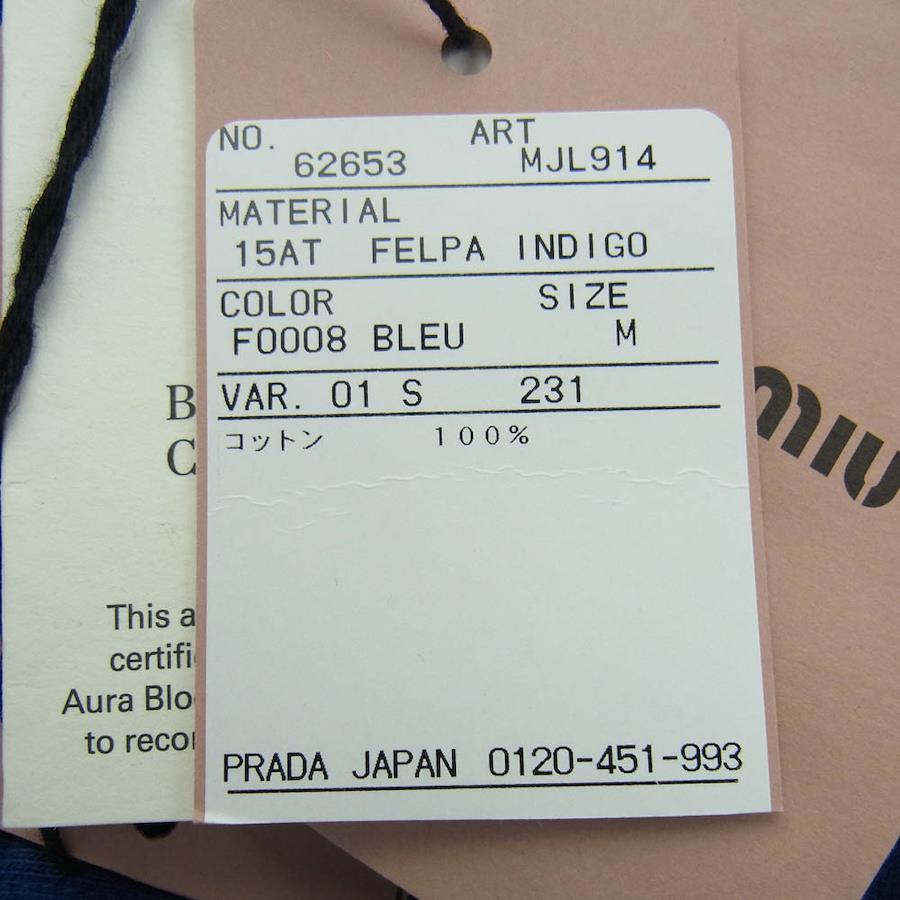 NO. ART
62653 MJL914
MATERIAL
15AT FELPA INDIGO
COLOR SIZE
F0008 BLEU M
VAR. 01 S 231
コットン 100%
PRADA JAPAN 0120-451-993
B
C
This a
certifi
Aura Blo
to recor
miu